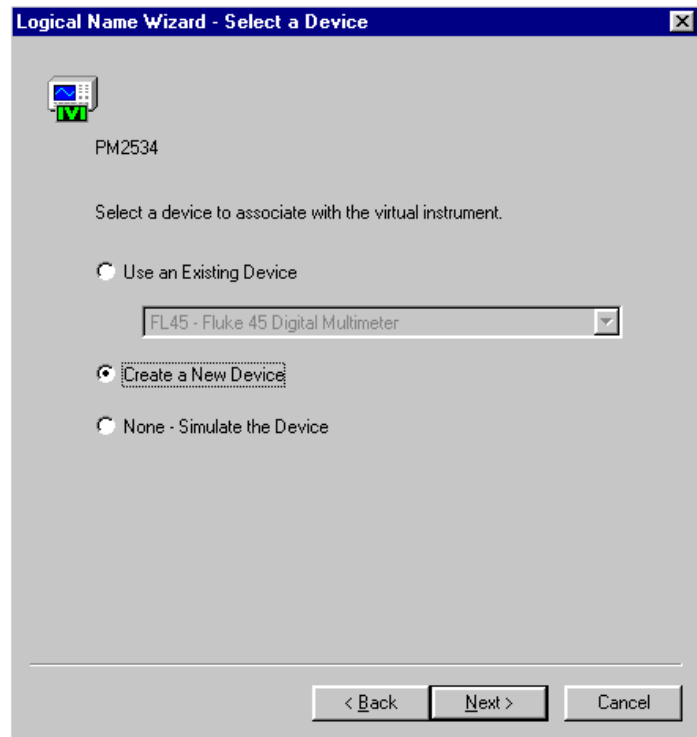 Logical Name Wizard - Select a Device
IVI
PM2534
Select a device to associate with the virtual instrument.
Use an Existing Device
FL45 - Fluke 45 Digital Multimeter
Create a New Device
None - Simulate the Device
< Back
Next >
Cancel